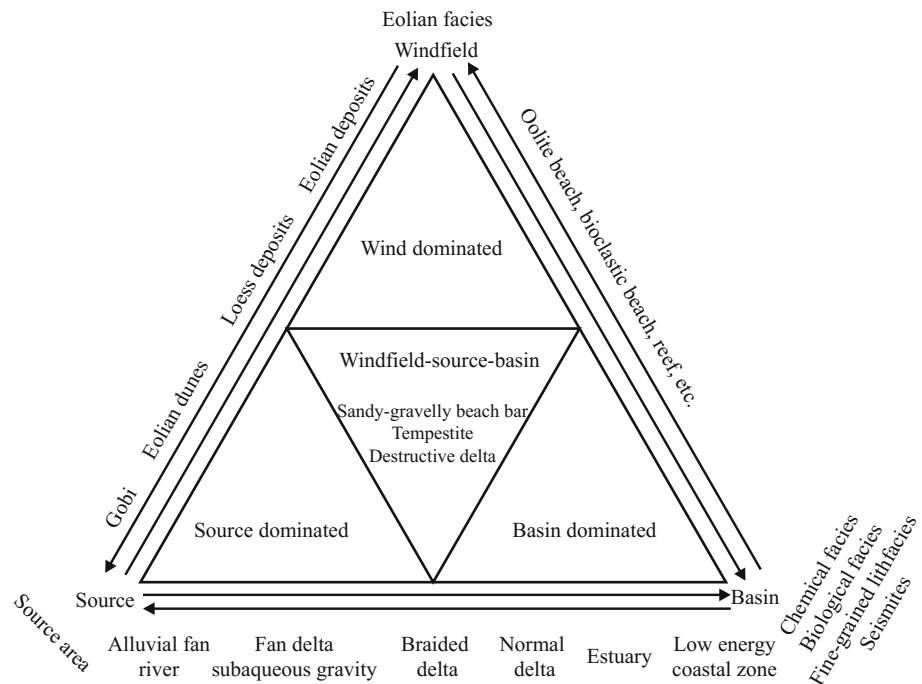 Eolian facies
Windfield
Eolian deposits
Loess deposits
Eolian dunes
Gobi
Oolite beach, bioclastic beach, reef, etc.
Wind dominated
Windfield-source-basin
Sandy-gravelly beach bar
Tempestite
Destructive delta
Source dominated
Basin dominated
Source
Basin
Source area
Alluvial fan
river
Fan delta
subaqueous gravity
Braided
delta
Normal
delta
Estuary
Low energy
coastal zone
Chemical facies
Biological facies
Fine-grained lithfacies
Seismites